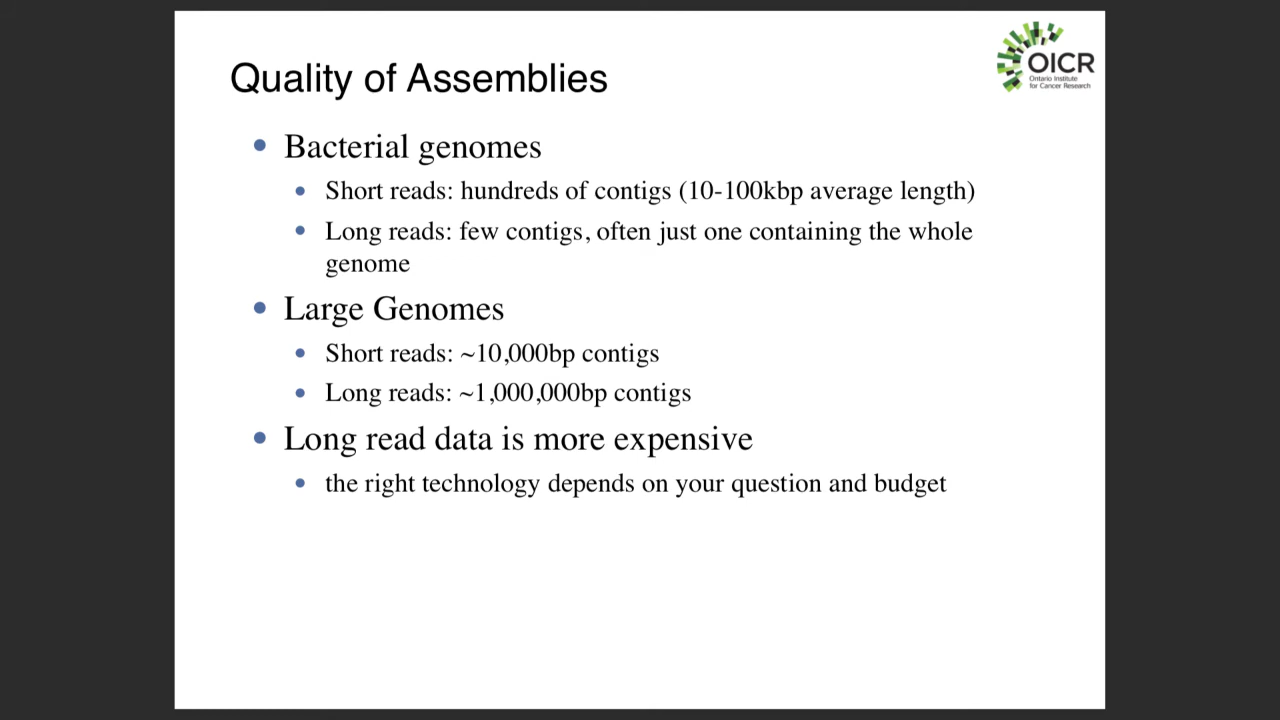 OICR
Ontario Institute
for Cancer Research
Quality of Assemblies
• Bacterial genomes
• Short reads: hundreds of contigs (10-100kbp average length)
• Long reads: few contigs, often just one containing the whole
genome
• Large Genomes
• Short reads: ~10,000bp contigs
• Long reads: ~1,000,000bp contigs
• Long read data is more expensive
• the right technology depends on your question and budget